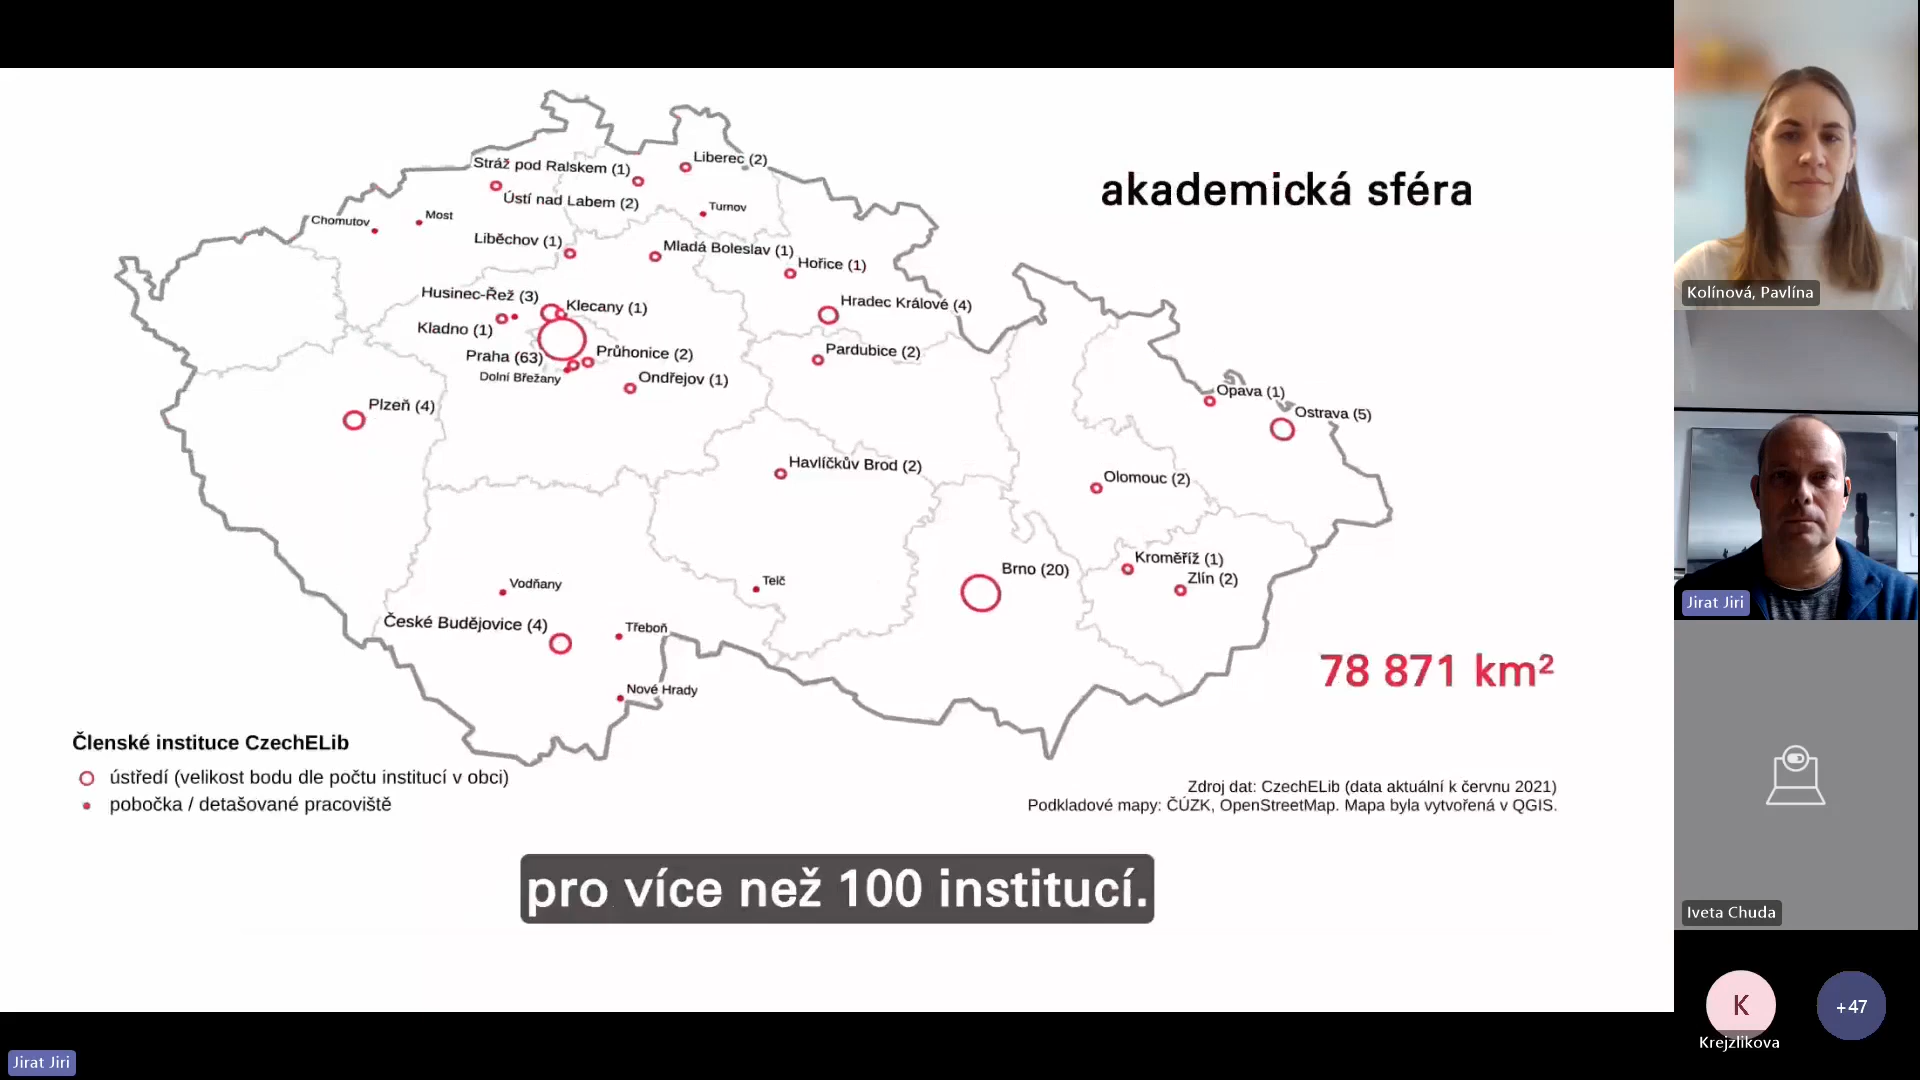 akademická sféra
Stráž pod Ralskem (1)
Liberec (2)
Ústí nad Labem (2)
Turnov
Chomutov
Most
Liběchov (1)
Mladá Boleslav (1)
Hořice (1)
Husinec-Řež (3)
Klecany (1)
Hradec Králové (4)
Kladno (1)
Praha (63)
Průhonice (2)
Pardubice (2)
Dolní Břežany
Ondřejov (1)
Opava (1)
Plzeň (4)
Ostrava (5)
Havlíčkův Brod (2)
Olomouc (2)
Kroměříž (1)
Brno (20)
Zlín (2)
Vodňany
Telč
České Budějovice (4)
Třeboň
Nové Hrady
78 871 km²
Členské instituce CzechELib
ústředí (velikost bodu dle počtu institucí v obci)
pobočka / detašované pracoviště
Zdroj dat: CzechELib (data aktuální k červnu 2021)
Podkladové mapy: ČÚZK, OpenStreetMap. Mapa byla vytvořená v QGIS.
pro více než 100 institucí.
Jirat Jiri
Kolínová, Pavlína
Jirat Jiri
Iveta Chuda
K
Krejzlikova
+47